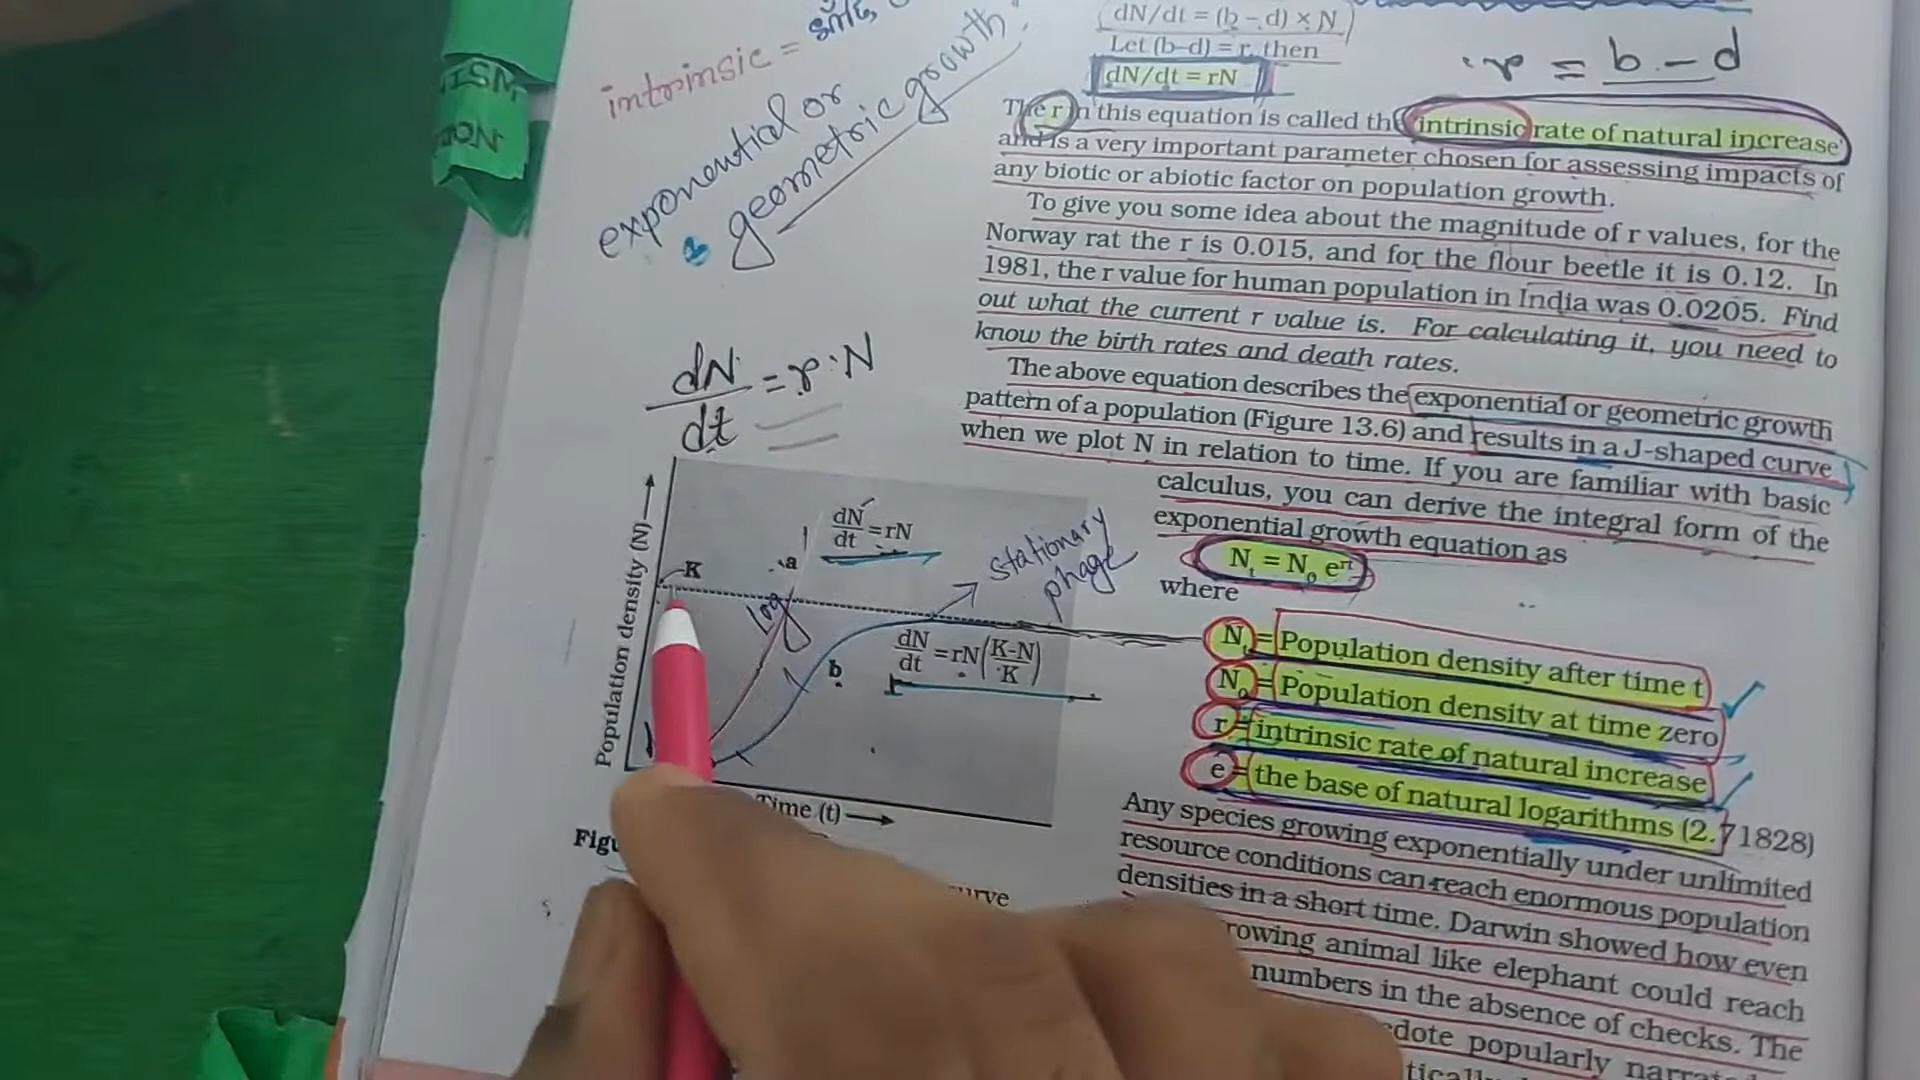 ISM
ION
intrinsic =
exponential or
geometric growth
dN/dt = (b – d) × N
Let (b–d) = r, then
dN/dt = rN
r = b - d
The r in this equation is called the 'intrinsic rate of natural increase'
and is a very important parameter chosen for assessing impacts of
any biotic or abiotic factor on population growth.
To give you some idea about the magnitude of r values, for the
Norway rat the r is 0.015, and for the flour beetle it is 0.12. In
1981, the r value for human population in India was 0.0205. Find
out what the current r value is. For calculating it, you need to
know the birth rates and death rates.
The above equation describes the exponential or geometric growth
pattern of a population (Figure 13.6) and results in a J-shaped curve
when we plot N in relation to time. If you are familiar with basic
calculus, you can derive the integral form of the
exponential growth equation as
Nₜ = N₀ eʳᵗ
where
Nₜ = Population density after time t
N₀ = Population density at time zero
r = intrinsic rate of natural increase
e = the base of natural logarithms (2.71828)
Any species growing exponentially under unlimited
resource conditions can reach enormous population
densities in a short time. Darwin showed how even
rowing animal like elephant could reach
numbers in the absence of checks. The
dote popularly
dN/dt = r.N
Population density (N)
K
a
dN/dt = rN
log
stationary
phage
b
dN/dt = rN(K-N/K)
Time (t)
Figu
urve